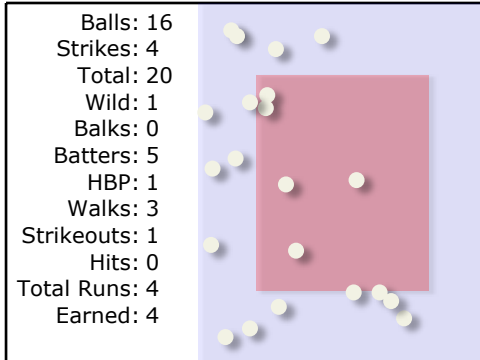 Balls: 16
Strikes: 4
Total: 20
Wild: 1
Balks: 0
Batters: 5
HBP: 1
Walks: 3
Strikeouts: 1
Hits: 0
Total Runs: 4
Earned: 4